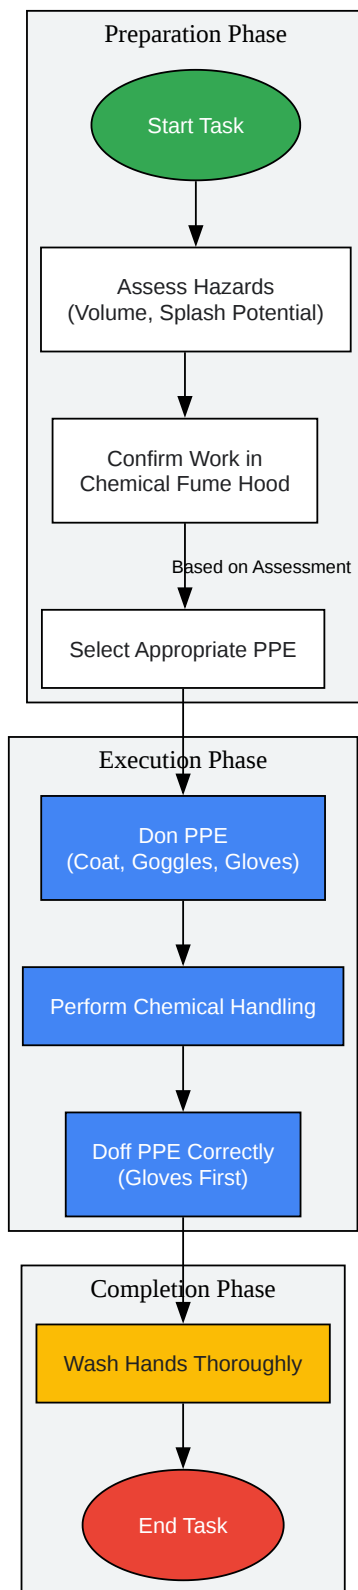 Preparation Phase
Start Task
Assess Hazards
(Volume, Splash Potential)
Confirm Work in
Chemical Fume Hood
Based on Assessment
Select Appropriate PPE
Execution Phase
Don PPE
(Coat, Goggles, Gloves)
Perform Chemical Handling
Doff PPE Correctly
(Gloves First)
Completion Phase
Wash Hands Thoroughly
End Task